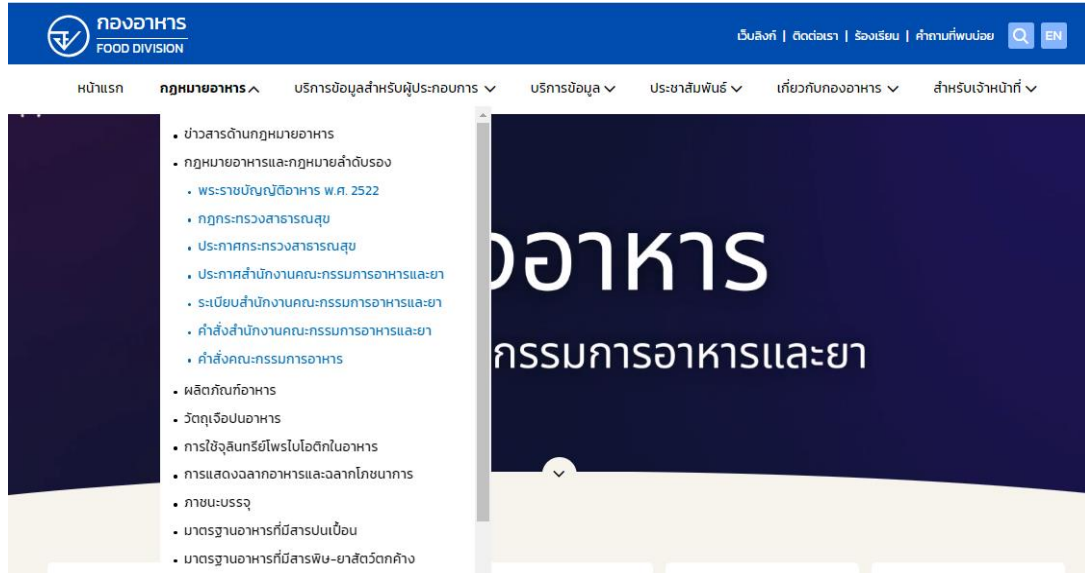 กองอาหาร
FOOD DIVISION
เว็บลิงก์ | ติดต่อเรา | ร้องเรียน | คำถามที่พบบ่อย EN
หน้าแรก กฎหมายอาหาร บริการข้อมูลสำหรับผู้ประกอบการ บริการข้อมูล ประชาสัมพันธ์ เกี่ยวกับกองอาหาร สำหรับเจ้าหน้าที่
• ข่าวสารด้านกฎหมายอาหาร
• กฎหมายอาหารและกฎหมายลำดับรอง
• พระราชบัญญัติอาหาร พ.ศ. 2522
• กฎกระทรวงสาธารณสุข
• ประกาศกระทรวงสาธารณสุข
• ประกาศสำนักงานคณะกรรมการอาหารและยา
• ระเบียบสำนักงานคณะกรรมการอาหารและยา
• คำสั่งสำนักงานคณะกรรมการอาหารและยา
• คำสั่งคณะกรรมการอาหาร
• ผลิตภัณฑ์อาหาร
• วัตถุเจือปนอาหาร
• การใช้จุลินทรีย์โพรไบโอติกในอาหาร
• การแสดงฉลากอาหารและฉลากโภชนาการ
• ภาชนะบรรจุ
• มาตรฐานอาหารที่มีสารปนเปื้อน
• มาตรฐานอาหารที่มีสารพิษ-ยาสัตว์ตกค้าง
งอาหาร
กรรมการอาหารและยา